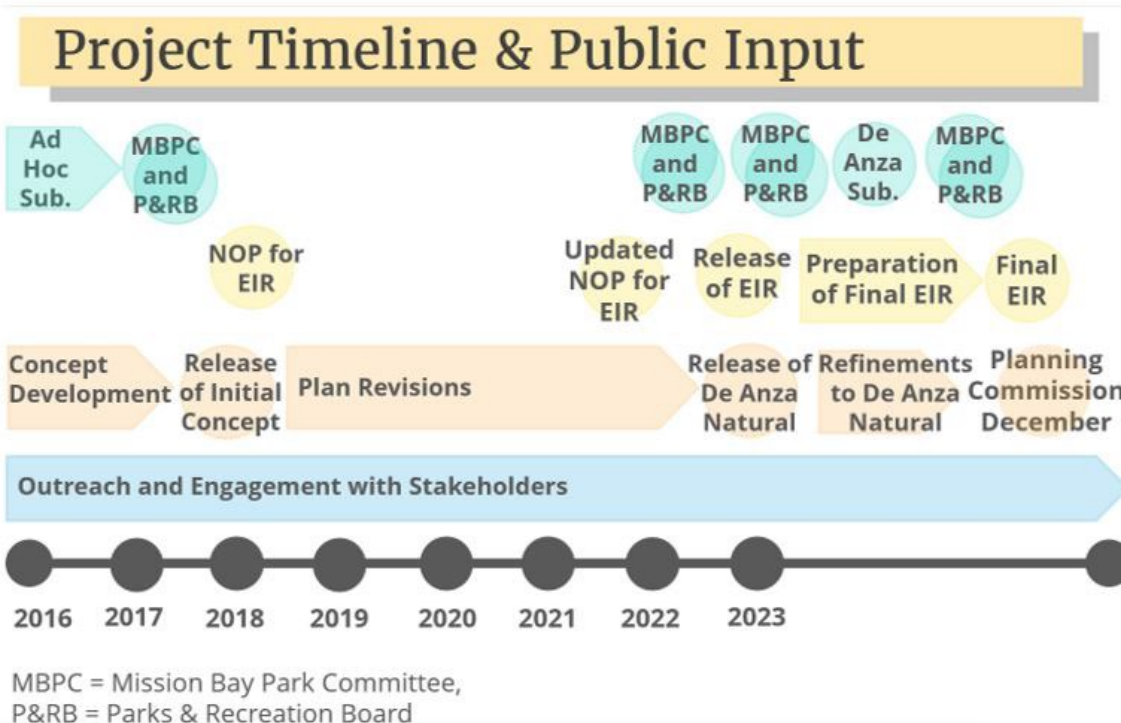 Project Timeline & Public Input
Ad
Hoc
Sub.
MBPC
and
P&RB
MBPC
and
P&RB
MBPC
and
P&RB
De
Anza
Sub.
MBPC
and
P&RB
NOP for
EIR
Updated
NOP for
EIR
Release
of EIR
Preparation
of Final EIR
Final
EIR
Concept
Development
Release
of Initial
Concept
Plan Revisions
Release of
De Anza
Natural
Refinements
to De Anza
Natural
Planning
Commission
December
Outreach and Engagement with Stakeholders
2016 2017 2018 2019 2020 2021 2022 2023
MBPC = Mission Bay Park Committee,
P&RB = Parks & Recreation Board